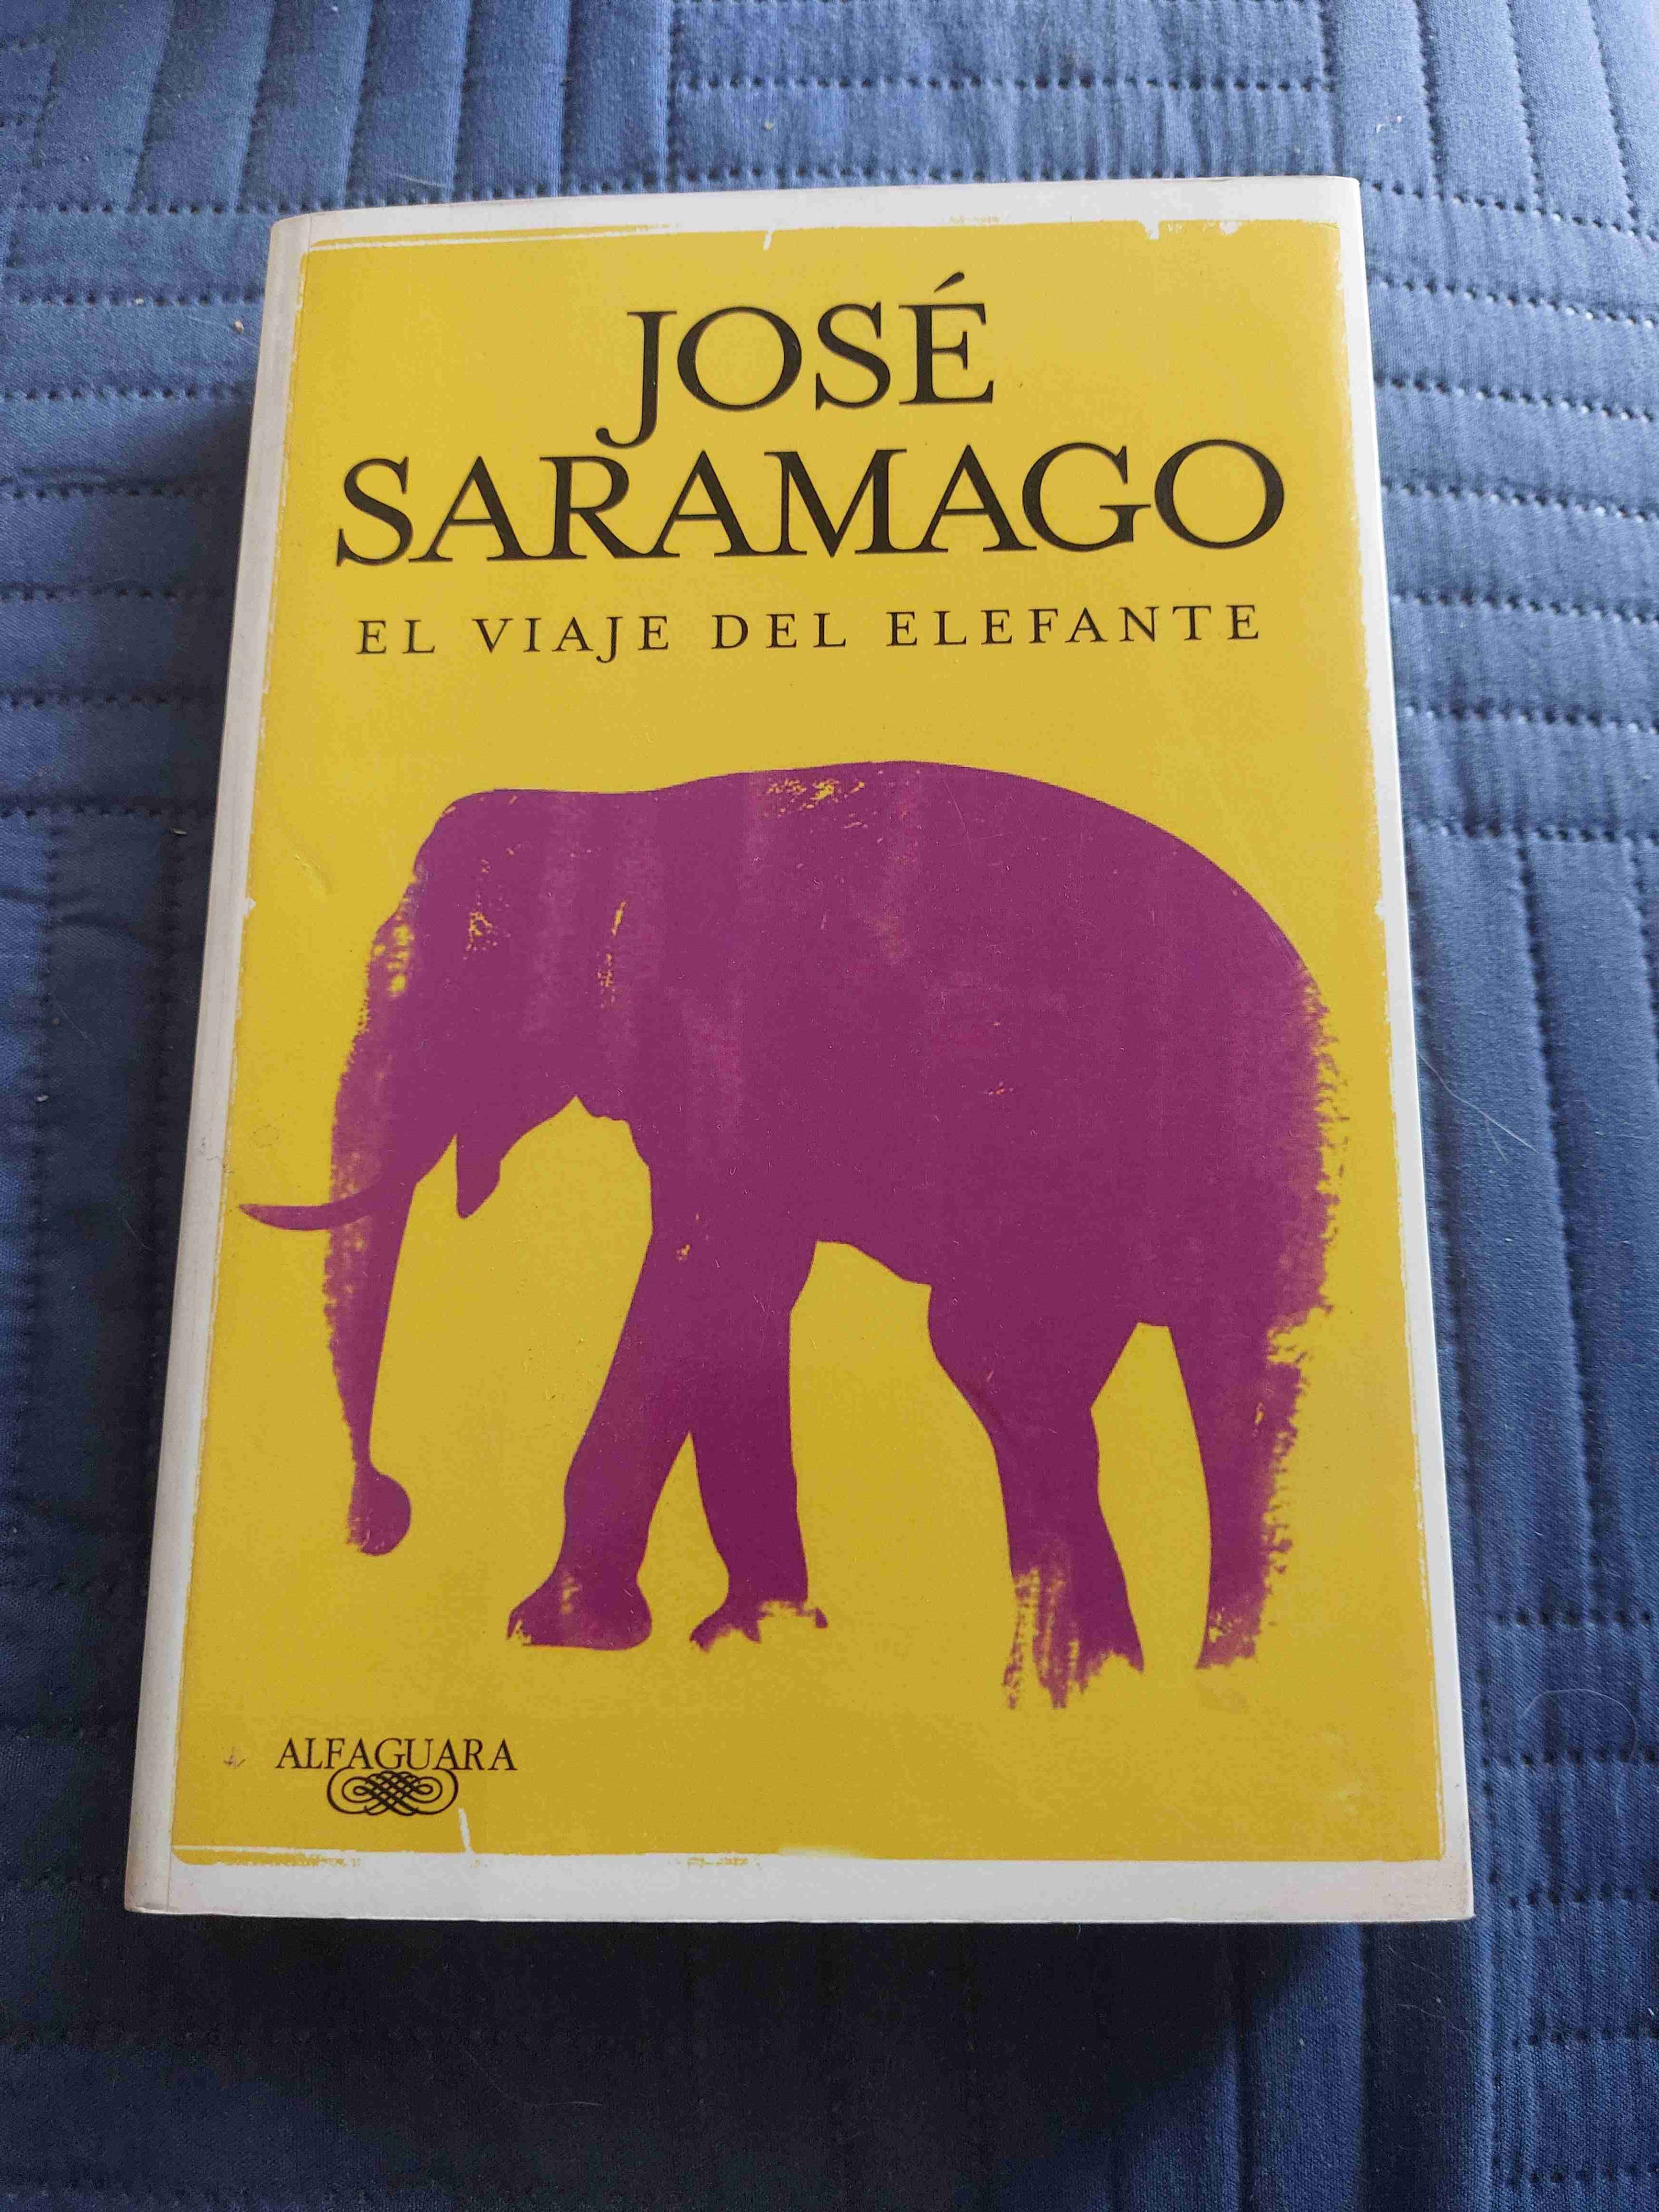 JOSÉ
SARAMAGO
EL VIAJE DEL ELEFANTE
ALFAGUARA